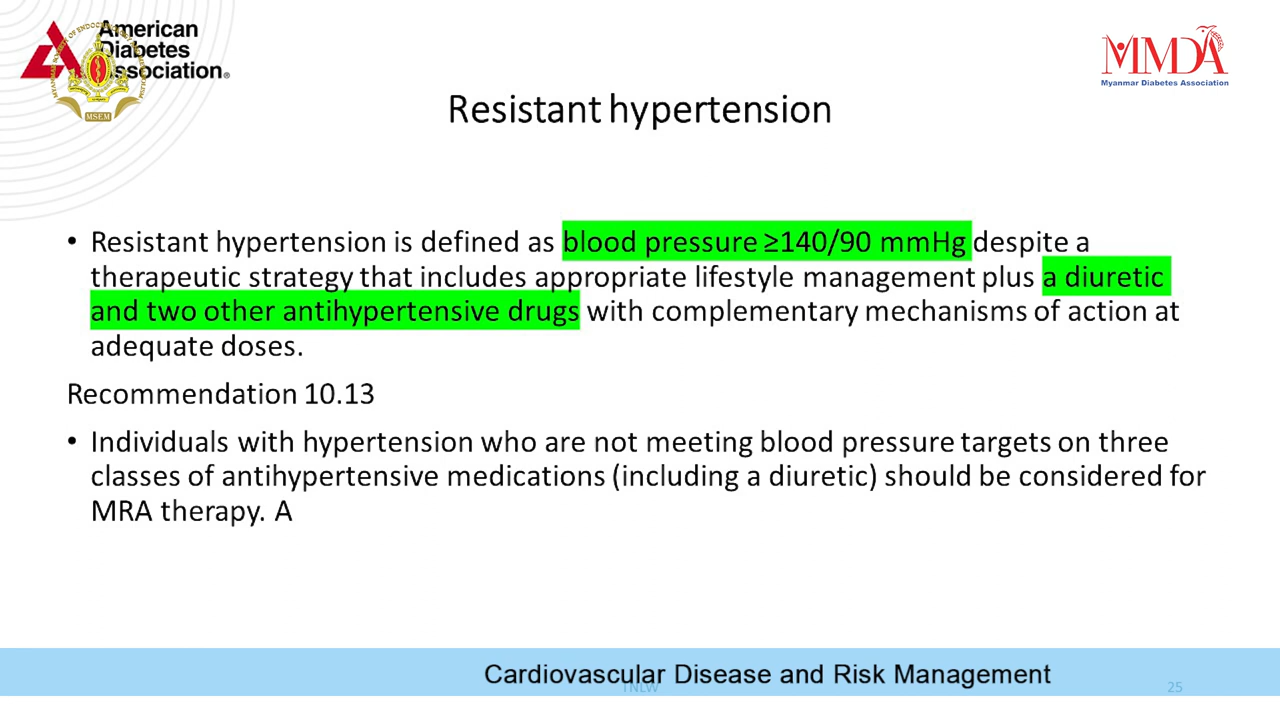 American
Diabetes
Association®
MSEM
MMDA
Myanmar Diabetes Association
Resistant hypertension
• Resistant hypertension is defined as blood pressure ≥140/90 mmHg despite a
therapeutic strategy that includes appropriate lifestyle management plus a diuretic
and two other antihypertensive drugs with complementary mechanisms of action at
adequate doses.
Recommendation 10.13
• Individuals with hypertension who are not meeting blood pressure targets on three
classes of antihypertensive medications (including a diuretic) should be considered for
MRA therapy. A
Cardiovascular Disease and Risk Management
TNLW
25